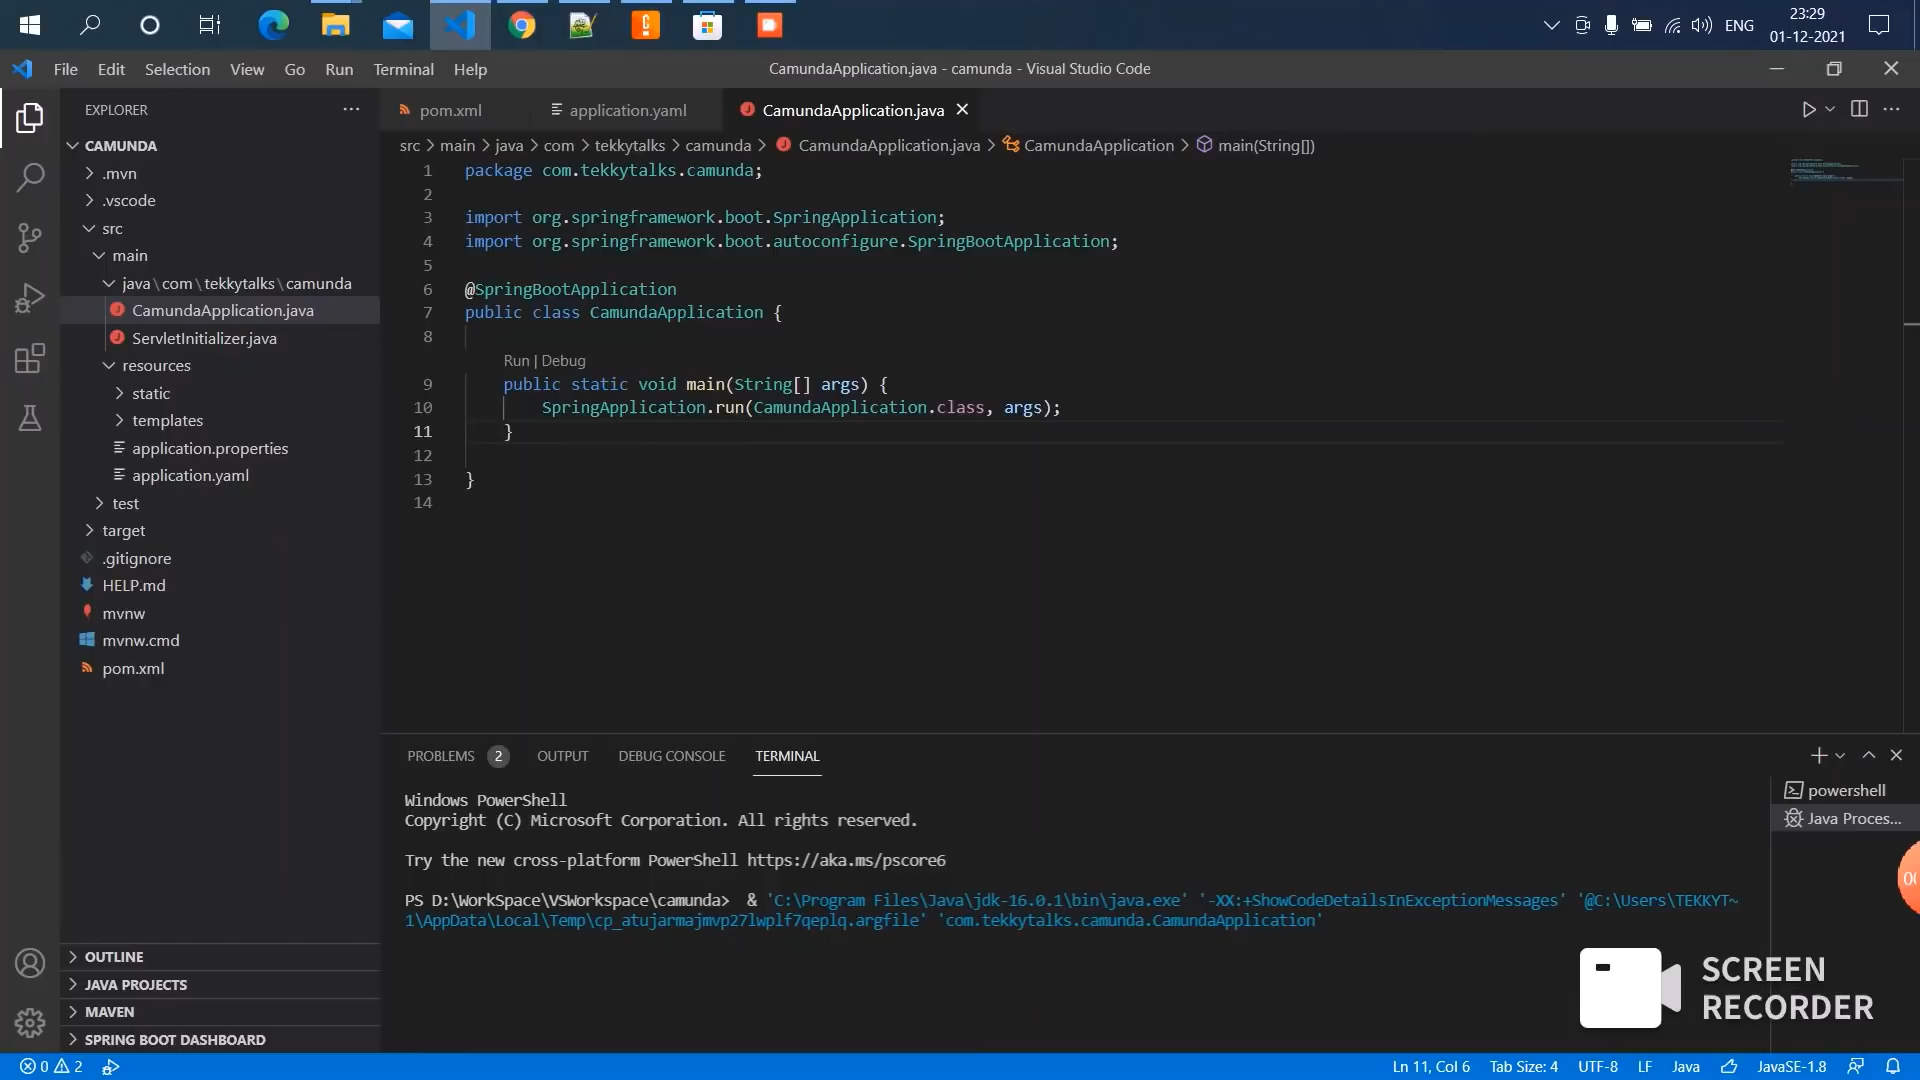 ENG
23:29
01-12-2021
File Edit Selection View Go Run Terminal Help
CamundaApplication.java - camunda - Visual Studio Code
EXPLORER
pom.xml
application.yaml
CamundaApplication.java
src > main > java > com > tekkytalks > camunda > CamundaApplication.java > CamundaApplication > main(String[])
CAMUNDA
.mvn
.vscode
src
main
java\com\tekkytalks\camunda
CamundaApplication.java
ServletInitializer.java
resources
static
templates
application.properties
application.yaml
test
target
.gitignore
HELP.md
mvnw
mvnw.cmd
pom.xml
OUTLINE
JAVA PROJECTS
MAVEN
SPRING BOOT DASHBOARD
1 package com.tekkytalks.camunda;
2
3 import org.springframework.boot.SpringApplication;
4 import org.springframework.boot.autoconfigure.SpringBootApplication;
5
6 @SpringBootApplication
7 public class CamundaApplication {
8
Run | Debug
9 public static void main(String[] args) {
10 SpringApplication.run(CamundaApplication.class, args);
11 }
12
13 }
14
PROBLEMS 2 OUTPUT DEBUG CONSOLE TERMINAL
Windows PowerShell
Copyright (C) Microsoft Corporation. All rights reserved.
Try the new cross-platform PowerShell https://aka.ms/pscore6
PS D:\WorkSpace\VSWorkspace\camunda> & 'C:\Program Files\Java\jdk-16.0.1\bin\java.exe' '-XX:+ShowCodeDetailsInExceptionMessages' '@C:\Users\TEKKYT~
1\AppData\Local\Temp\cp_atujarmajmvp27lwplf7qeplq.argfile' 'com.tekkytalks.camunda.CamundaApplication'
powershell
Java Proces...
00
SCREEN
RECORDER
0 2
Ln 11, Col 6 Tab Size: 4 UTF-8 LF Java JavaSE-1.8